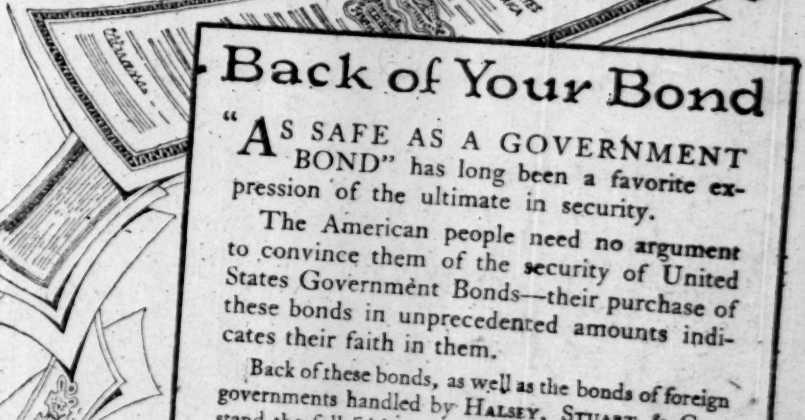 Back of Your Bond
"AS SAFE AS A GOVERNMENT
BOND" has long been a favorite ex-
pression of the ultimate in security.
The American people need no argument
to convince them of the security of United
States Government Bonds—their purchase of
these bonds in unprecedented amounts indi-
cates their faith in them.
Back of these bonds, as well as the bonds of foreign
governments handled by HALSEY, STUART &
stand the full